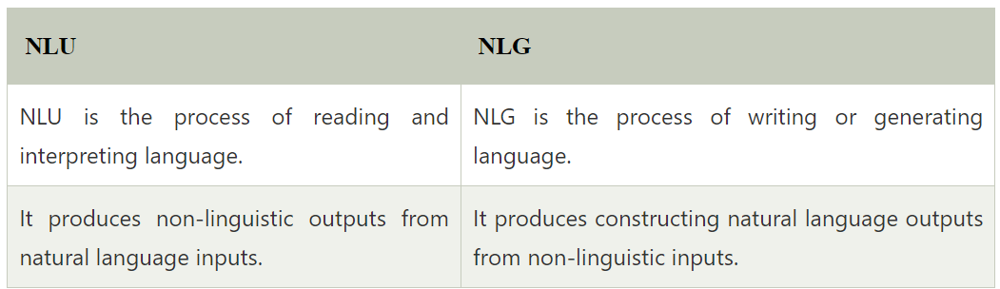 NLU
NLG
NLU is the process of reading and
interpreting language.
NLG is the process of writing or generating
language.
It produces non-linguistic outputs from
natural language inputs.
It produces constructing natural language outputs
from non-linguistic inputs.